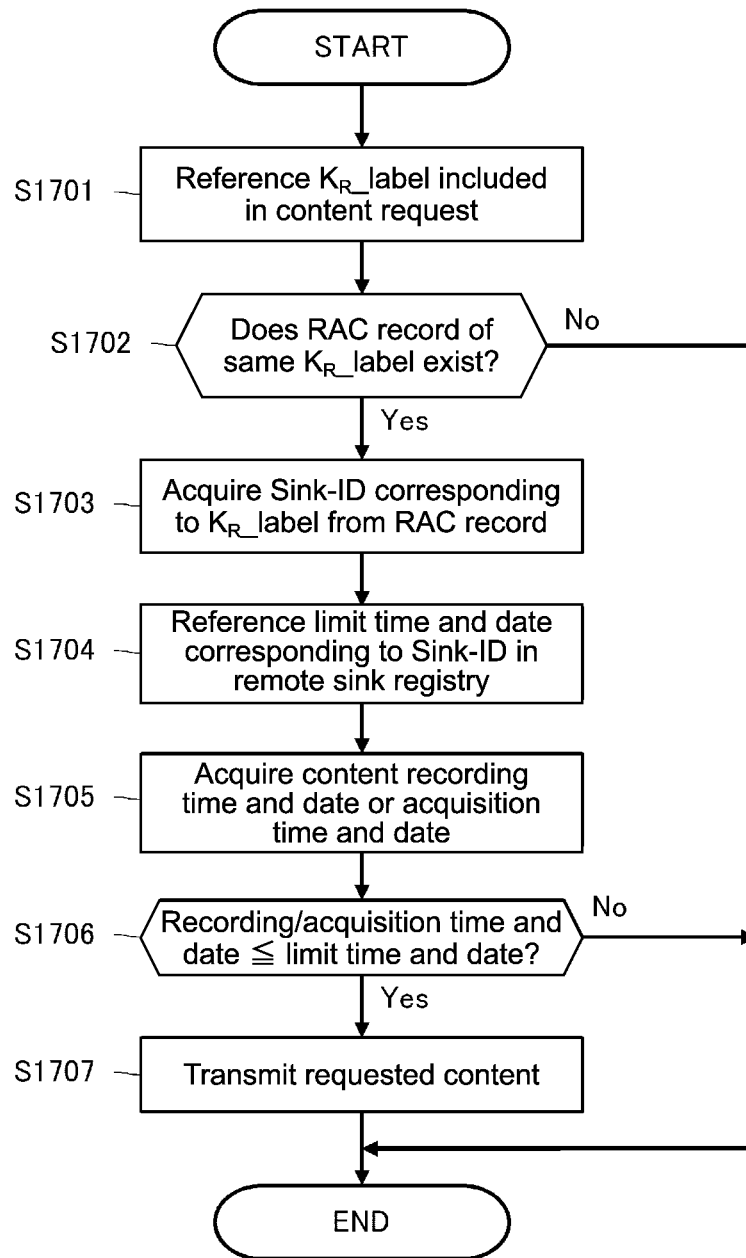 START
S1701
Reference K_R_label included
in content request
S1702
Does RAC record of
same K_R_label exist?
No
Yes
S1703
Acquire Sink-ID corresponding
to K_R_label from RAC record
S1704
Reference limit time and date
corresponding to Sink-ID in
remote sink registry
S1705
Acquire content recording
time and date or acquisition
time and date
S1706
Recording/acquisition time and
date ≦ limit time and date?
No
Yes
S1707
Transmit requested content
END